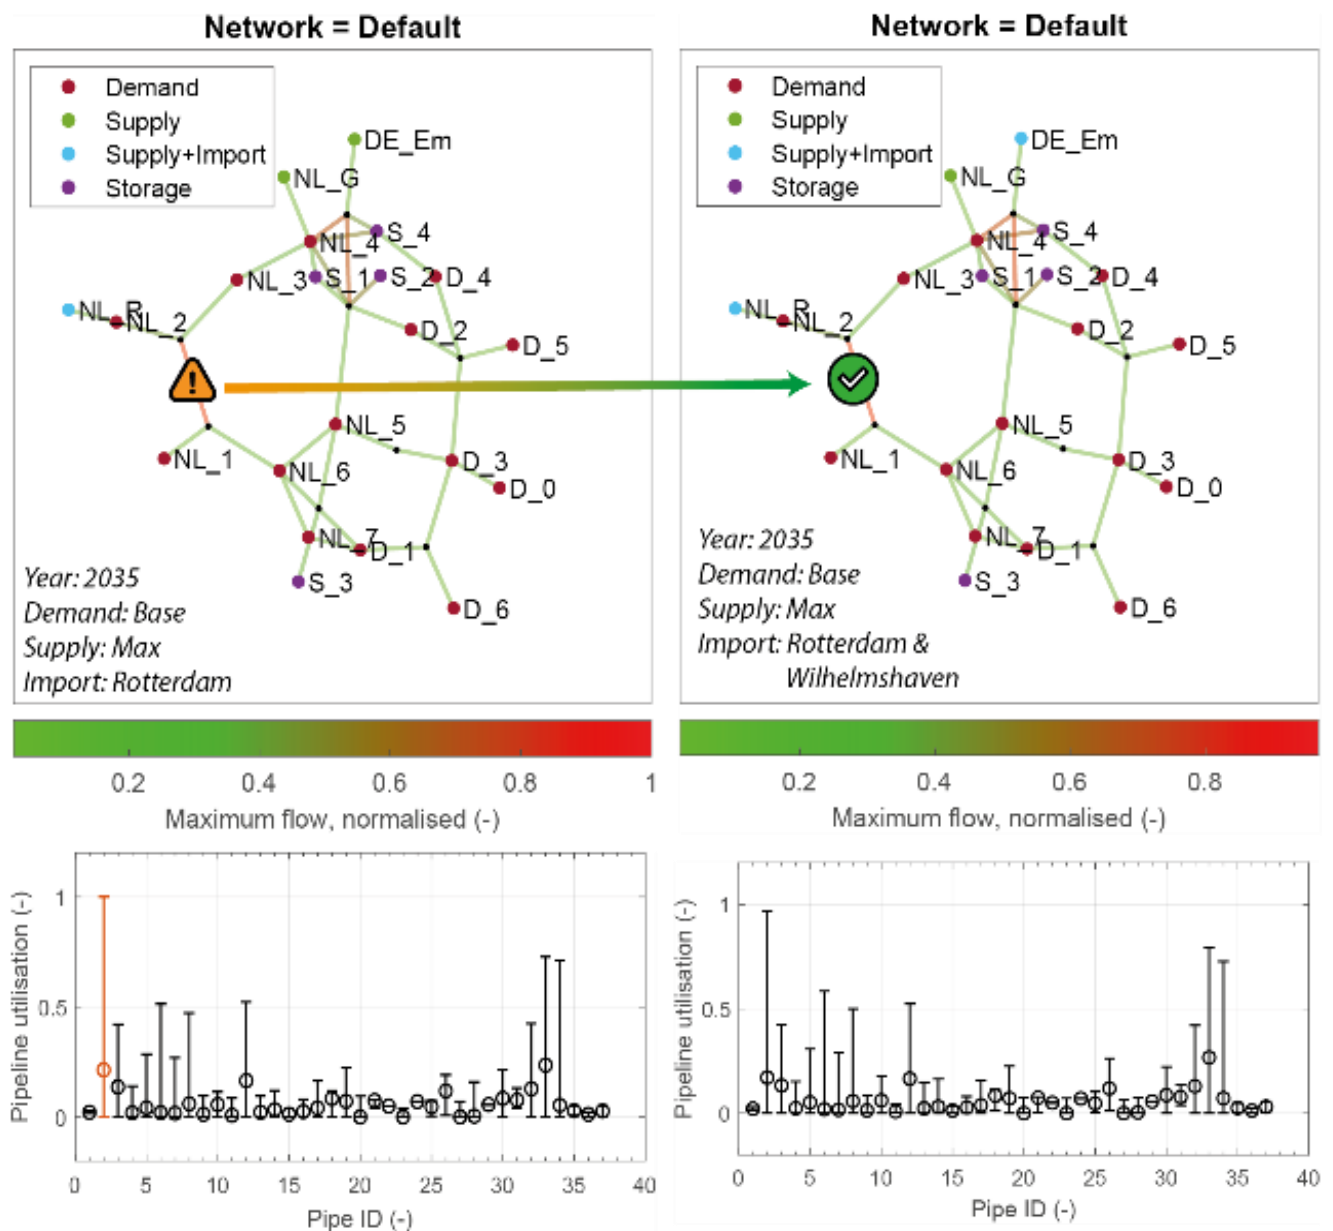 Network = Default
Demand
Supply
Supply+Import
Storage
DE_Em
NL_G
S_4
NL_4
NL_3
S_1
S_2
D_4
NL_R
NL_2
D_2
D_5
NL_5
NL_1
NL_6
D_3
D_0
NL_7
D_1
S_3
D_6
Year: 2035
Demand: Base
Supply: Max
Import: Rotterdam
0.2 0.4 0.6 0.8 1
Maximum flow, normalised (-)
Pipeline utilisation (-)
1
0.5
0
0 5 10 15 20 25 30 35 40
Pipe ID (-)
Network = Default
Demand
Supply
Supply+Import
Storage
DE_Em
NL_G
S_4
NL_4
NL_3
S_1
S_2
D_4
NL_R
NL_2
D_2
D_5
NL_5
NL_1
NL_6
D_3
D_0
NL_7
D_1
S_3
D_6
Year: 2035
Demand: Base
Supply: Max
Import: Rotterdam &
Wilhelmshaven
0.2 0.4 0.6 0.8
Maximum flow, normalised (-)
Pipeline utilisation (-)
1
0.5
0
0 5 10 15 20 25 30 35 40
Pipe ID (-)